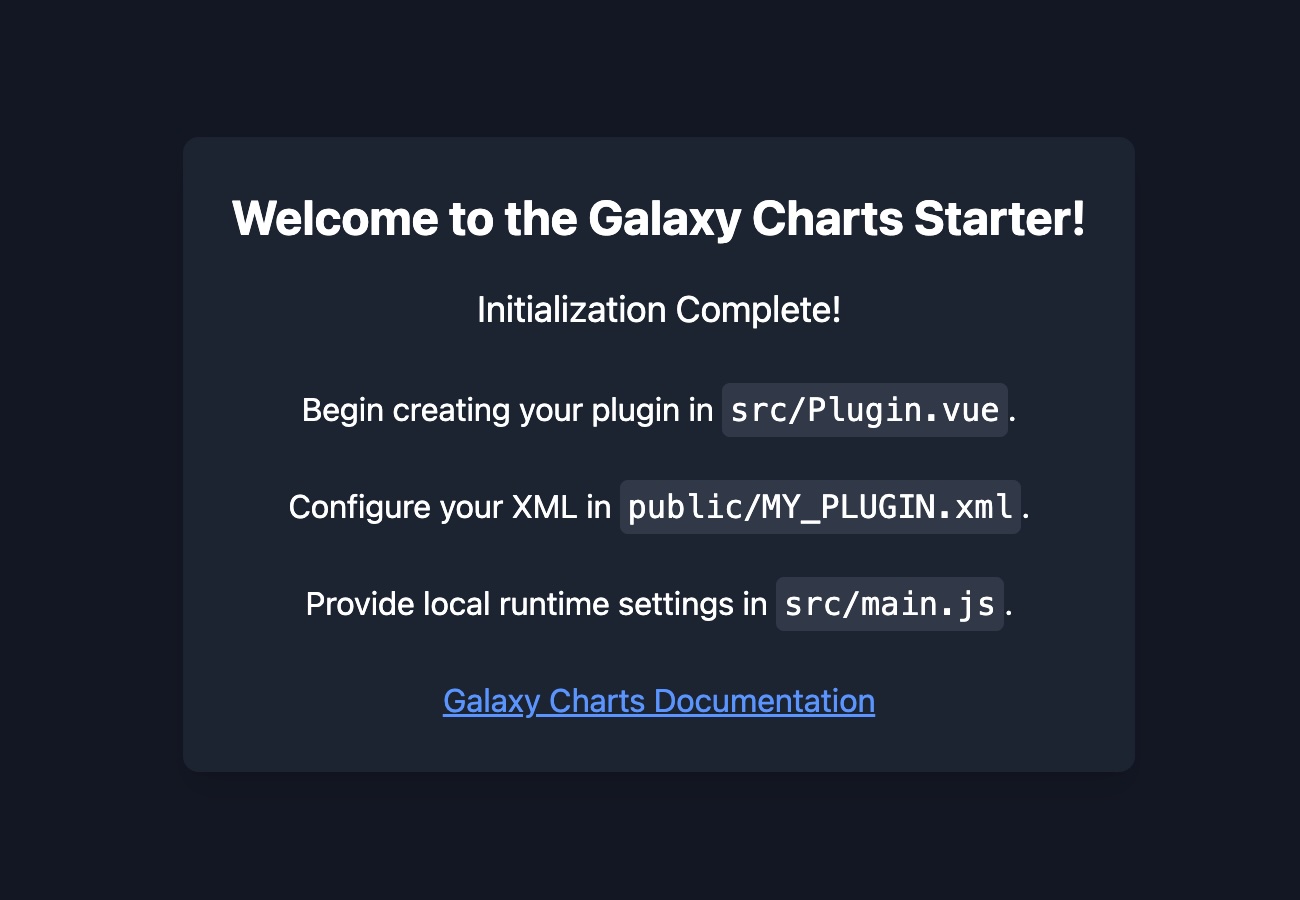 Welcome to the Galaxy Charts Starter!
Initialization Complete!
Begin creating your plugin in src/Plugin.vue.
Configure your XML in public/MY_PLUGIN.xml.
Provide local runtime settings in src/main.js.
Galaxy Charts Documentation